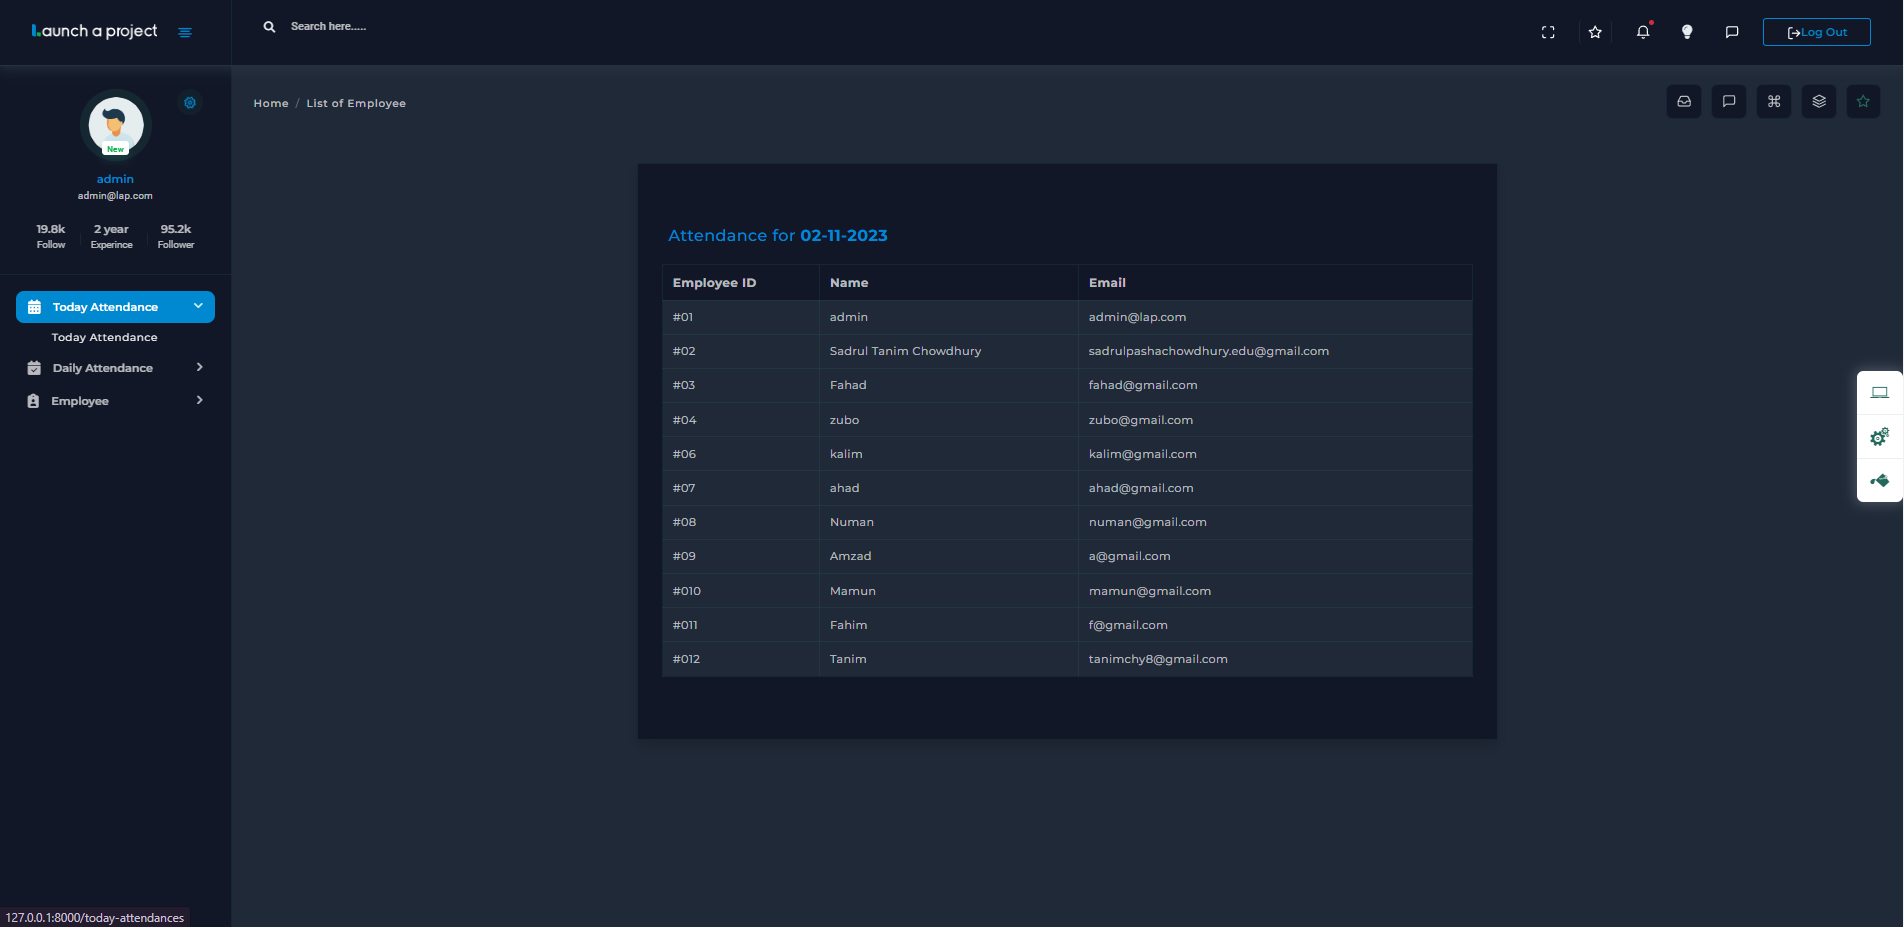 Launch a project
Search here.....
Log Out
New
admin
admin@lap.com
19.8k 2 year 95.2k
Follow Experince Follower
Today Attendance
Today Attendance
Daily Attendance
Employee
Home / List of Employee
Attendance for 02-11-2023
Employee ID Name Email
#01 admin admin@lap.com
#02 Sadrul Tanim Chowdhury sadrulpashachowdhury.edu@gmail.com
#03 Fahad fahad@gmail.com
#04 zubo zubo@gmail.com
#06 kalim kalim@gmail.com
#07 ahad ahad@gmail.com
#08 Numan numan@gmail.com
#09 Amzad a@gmail.com
#010 Mamun mamun@gmail.com
#011 Fahim f@gmail.com
#012 Tanim tanimchy8@gmail.com
127.0.0.1:8000/today-attendances